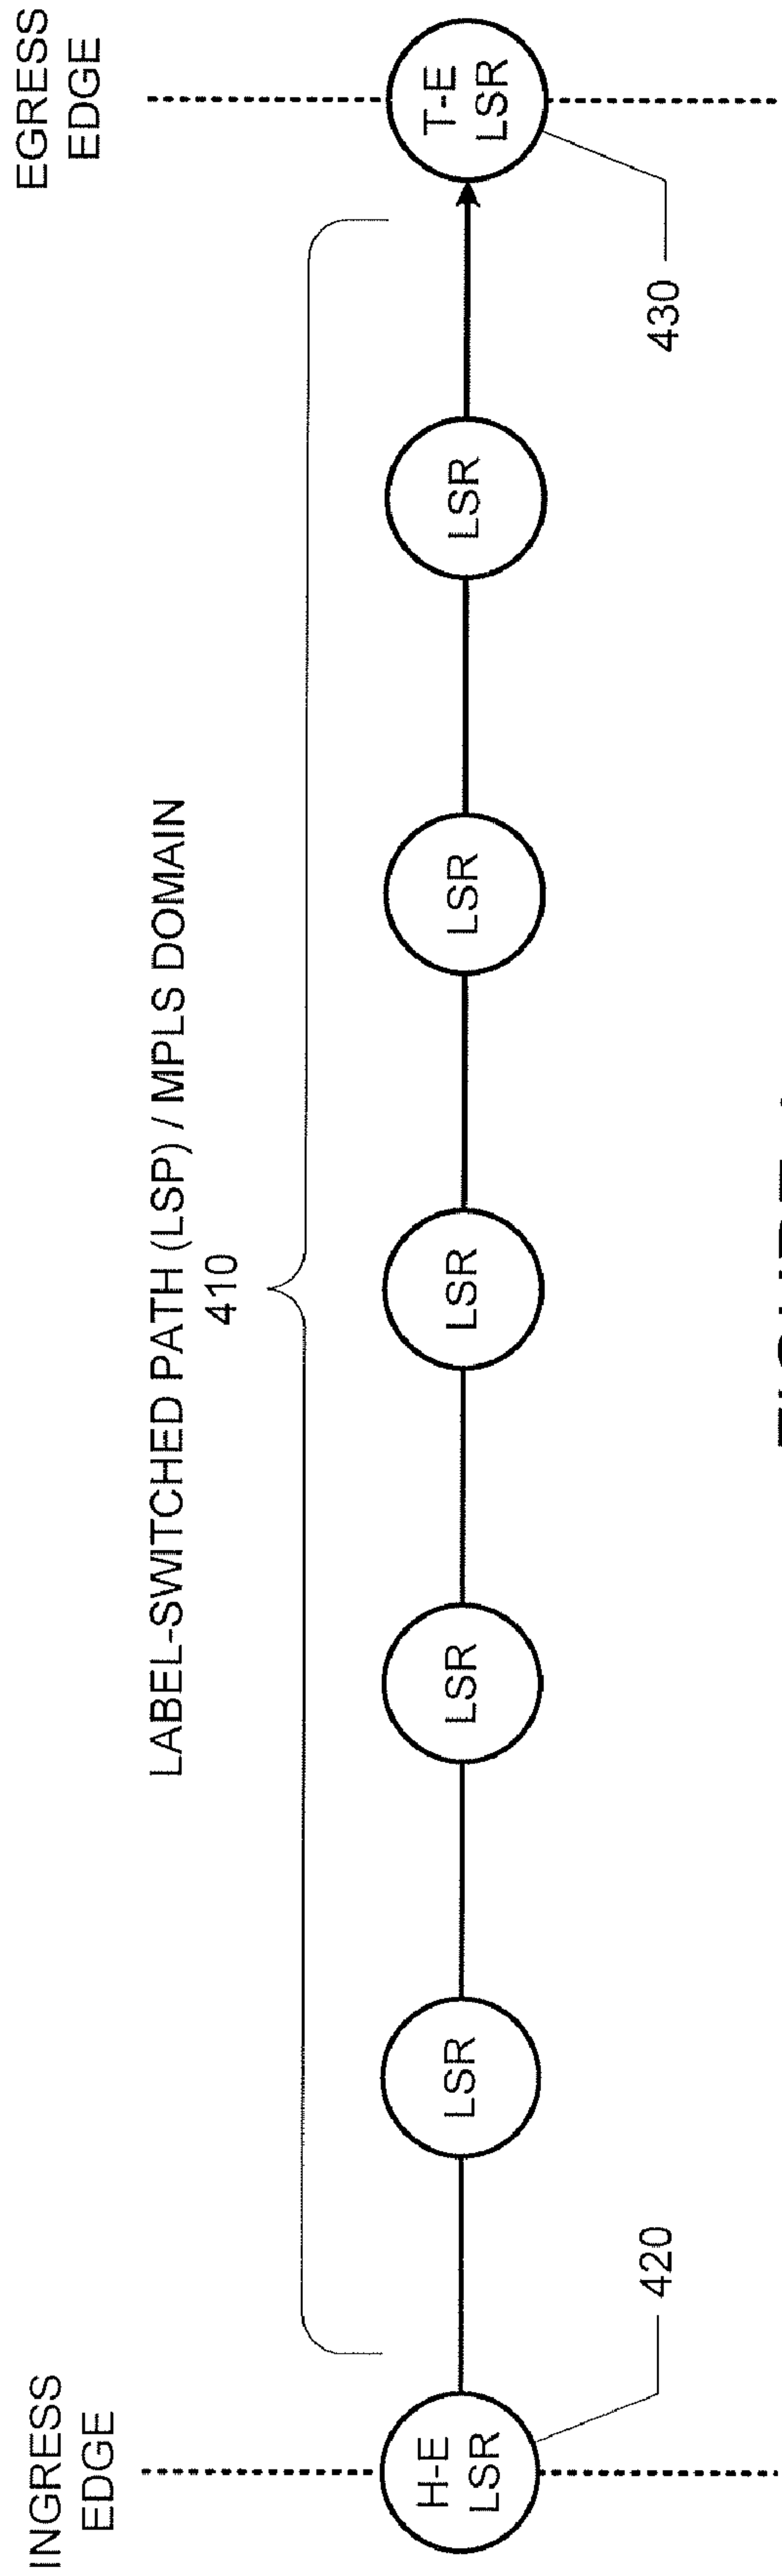 INGRESS
EDGE
LABEL-SWITCHED PATH (LSP) / MPLS DOMAIN
410
EGRESS
EDGE
H-E
LSR
LSR
LSR
LSR
LSR
LSR
T-E
LSR
420
430